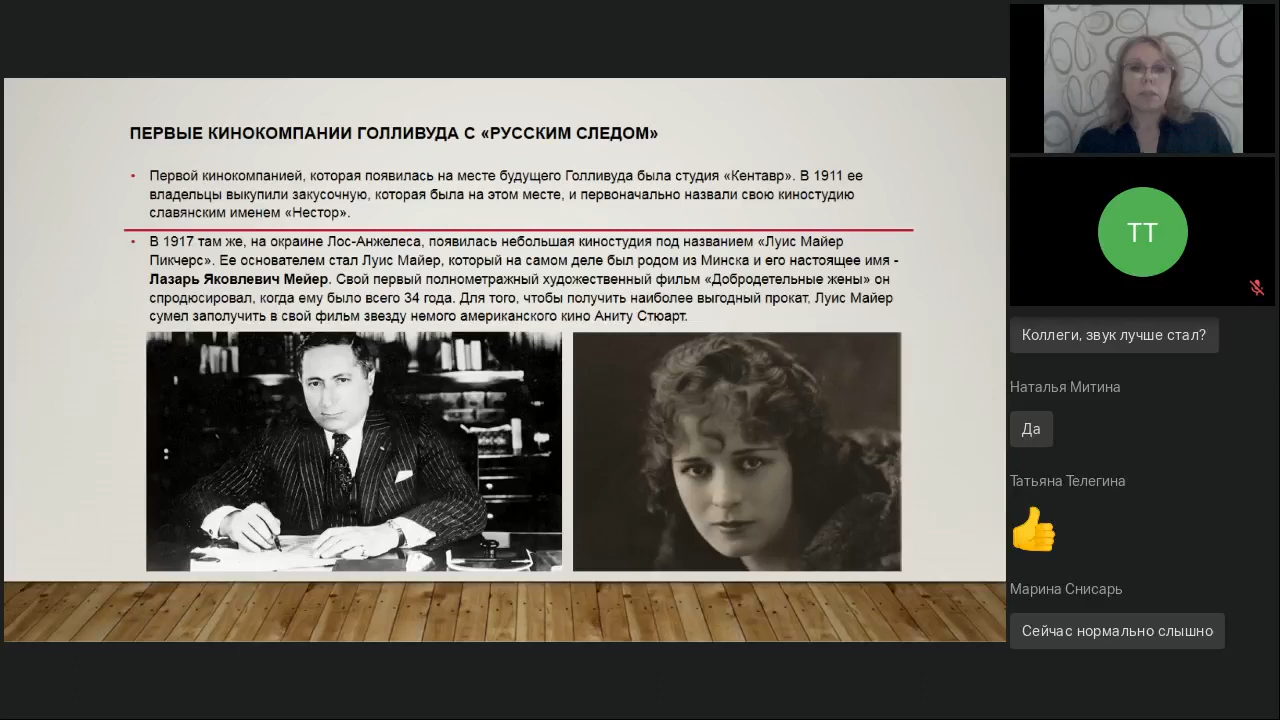 ПЕРВЫЕ КИНОКОМПАНИИ ГОЛЛИВУДА С «РУССКИМ СЛЕДОМ»
• Первой кинокомпанией, которая появилась на месте будущего Голливуда была студия «Кентавр». В 1911 ее
владельцы выкупили закусочную, которая была на этом месте, и первоначально назвали свою киностудию
славянским именем «Нестор».
• В 1917 там же, на окраине Лос-Анжелеса, появилась небольшая киностудия под названием «Луис Майер
Пикчерс». Ее основателем стал Луис Майер, который на самом деле был родом из Минска и его настоящее имя -
Лазарь Яковлевич Мейер. Свой первый полнометражный художественный фильм «Добродетельные жены» он
спродюсировал, когда ему было всего 34 года. Для того, чтобы получить наиболее выгодный прокат, Луис Майер
сумел заполучить в свой фильм звезду немого американского кино Аниту Стюарт.
ТТ
Коллеги, звук лучше стал?
Наталья Митина
Да
Татьяна Телегина
Марина Снисарь
Сейчас нормально слышно